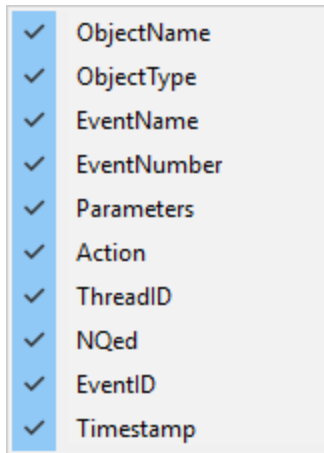 ObjectName
ObjectType
EventName
EventNumber
Parameters
Action
ThreadID
NQed
EventID
Timestamp